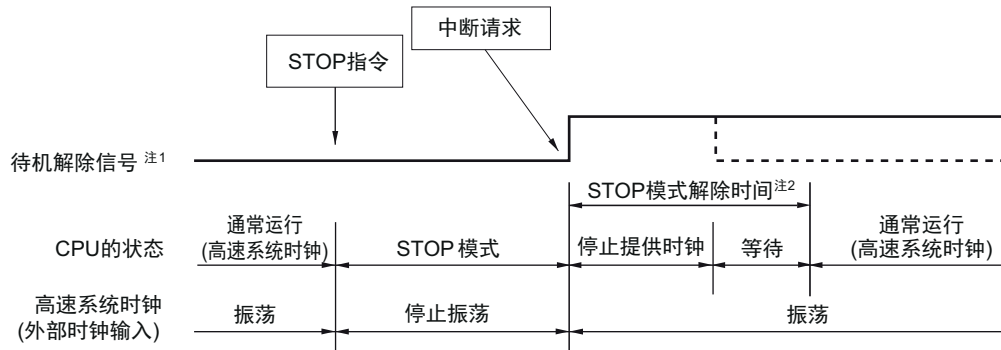 中断请求
STOP指令
待机解除信号 注1
STOP模式解除时间注2
CPU的状态
通常运行
(高速系统时钟)
STOP 模式
停止提供时钟
等待
通常运行
(高速系统时钟)
高速系统时钟
(外部时钟输入)
振荡
停止振荡
振荡